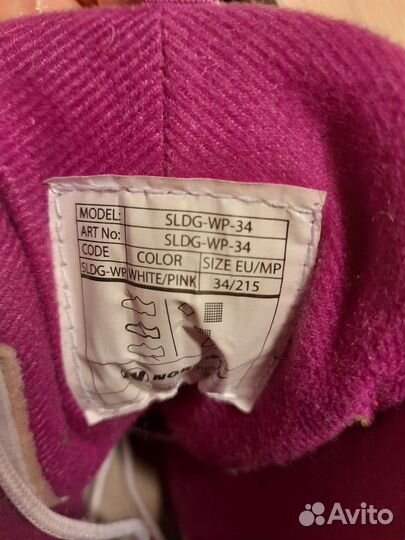 MODEL: SLDG-WP-34
ART No: SLDG-WP-34
CODE COLOR SIZE EU/MP
SLDG-WP WHITE/PINK 34/215
Avito